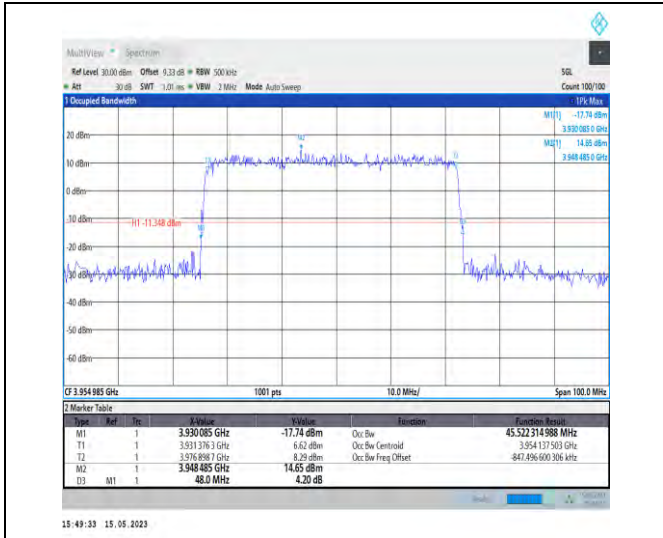 MultiView Spectrum
Ref Level 30.00 dBm Offset 9.33 dB RBW 500 kHz SGL
Att 30 dB SWT 1.01 ms VBW 2 MHz Mode Auto Sweep Count 100/100
1 Occupied Bandwidth 1Pk Max
M1[1] -17.74 dBm
3.930 085 0 GHz
M2[1] 14.65 dBm
3.948 485 0 GHz
20 dBm
M2
10 dBm
0 dBm
-10 dBm
H1 -11.348 dBm
-20 dBm
-30 dBm
-40 dBm
-50 dBm
-60 dBm
CF 3.954 985 GHz 1001 pts 10.0 MHz/ Span 100.0 MHz
2 Marker Table
Type Ref Trc X-Value Y-Value Function Function Result
M1 1 3.930 085 GHz -17.74 dBm Occ Bw 45.522 314 988 MHz
T1 1 3.931 376 3 GHz 6.62 dBm Occ Bw Centroid 3.954 137 503 GHz
T2 1 3.976 898 7 GHz 8.29 dBm Occ Bw Freq Offset -847.496 600 306 kHz
M2 1 3.948 485 GHz 14.65 dBm
D3 M1 1 48.0 MHz 4.20 dB
15:49:33 15.05.2023